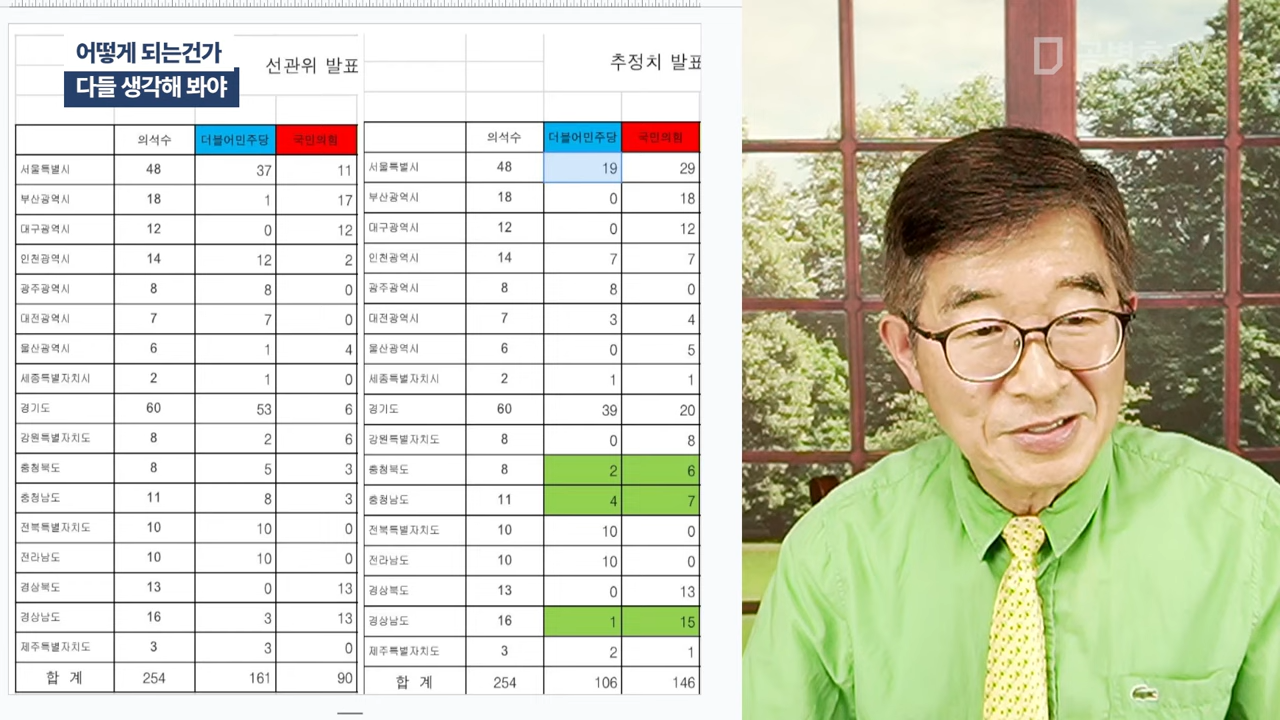 어떻게 되는건가
다들 생각해 봐야
선관위 발표
의석수 더불어민주당 국민의힘
서울특별시 48 37 11
부산광역시 18 1 17
대구광역시 12 0 12
인천광역시 14 12 2
광주광역시 8 8 0
대전광역시 7 7 0
울산광역시 6 1 4
세종특별자치시 2 1 0
경기도 60 53 6
강원특별자치도 8 2 6
충청북도 8 5 3
충청남도 11 8 3
전북특별자치도 10 10 0
전라남도 10 10 0
경상북도 13 0 13
경상남도 16 3 13
제주특별자치도 3 3 0
합 계 254 161 90
추정치 발표
의석수 더불어민주당 국민의힘
서울특별시 48 19 29
부산광역시 18 0 18
대구광역시 12 0 12
인천광역시 14 7 7
광주광역시 8 8 0
대전광역시 7 3 4
울산광역시 6 0 5
세종특별자치시 2 1 1
경기도 60 39 20
강원특별자치도 8 0 8
충청북도 8 2 6
충청남도 11 4 7
전북특별자치도 10 10 0
전라남도 10 10 0
경상북도 13 0 13
경상남도 16 1 15
제주특별자치도 3 2 1
합 계 254 106 146